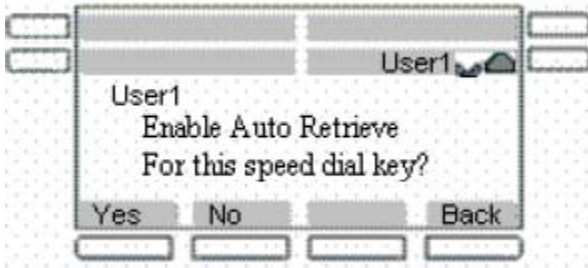 User1
User1
Enable Auto Retrieve
For this speed dial key?
Yes No Back